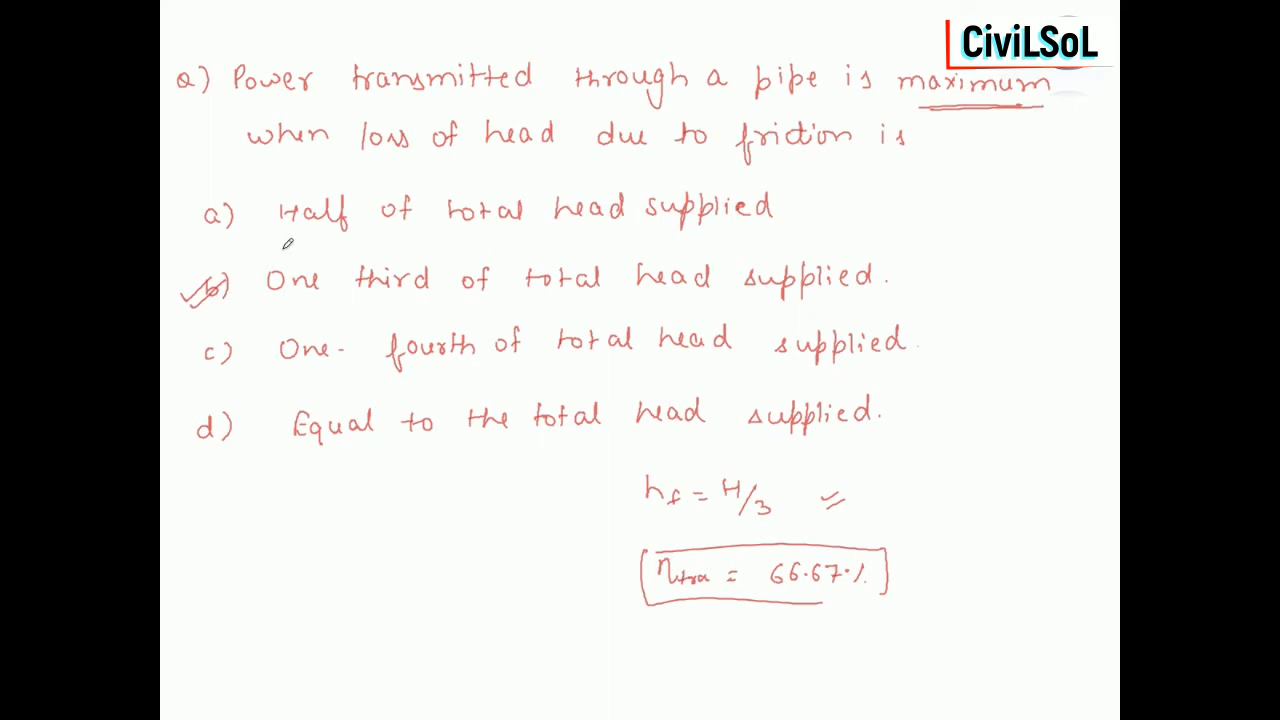 CiviLSoL
Q) Power transmitted through a pipe is maximum
when loss of head due to friction is
a) Half of total head supplied
b) One third of total head supplied.
c) One- fourth of total head supplied.
d) Equal to the total head supplied.
hf = H/3
ηtra = 66.67%